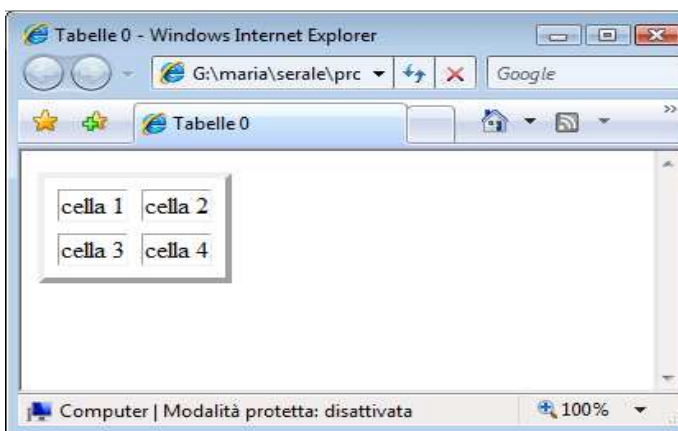 Tabelle 0 - Windows Internet Explorer
G:\maria\serale\prc
Google
Tabelle 0
cella 1 cella 2
cella 3 cella 4
Computer | Modalità protetta: disattivata
100%